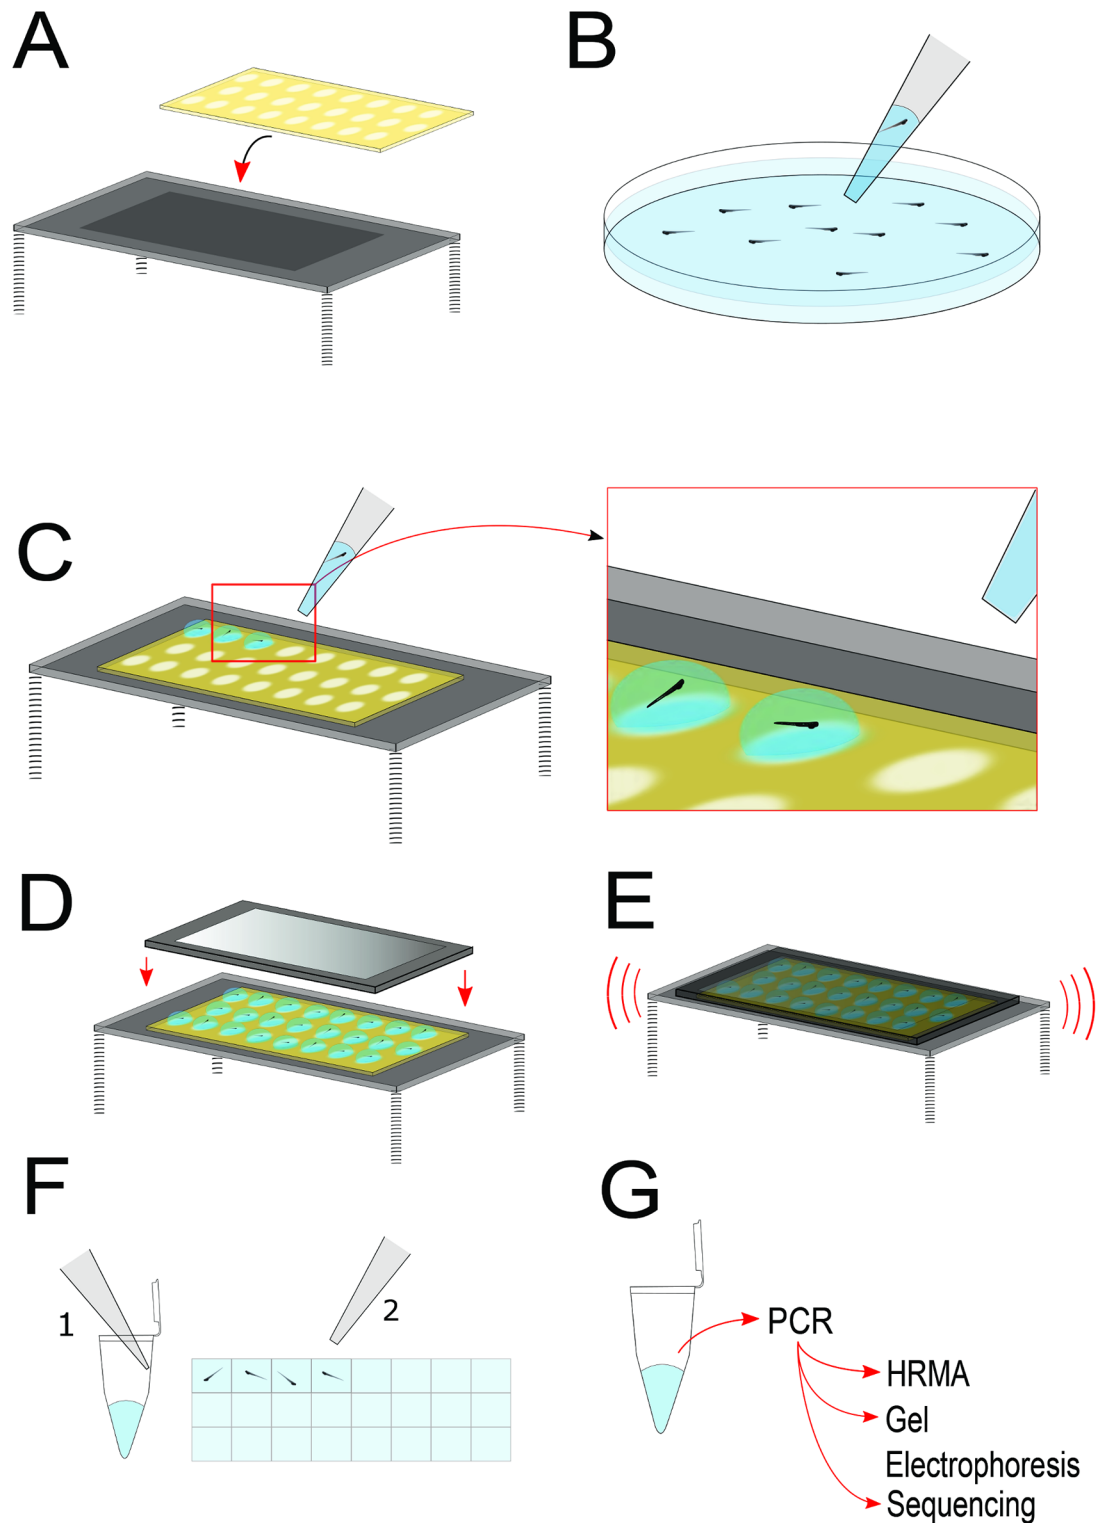 A
B
C
D
E
F
1
2
G
PCR
HRMA
Gel
Electrophoresis
Sequencing